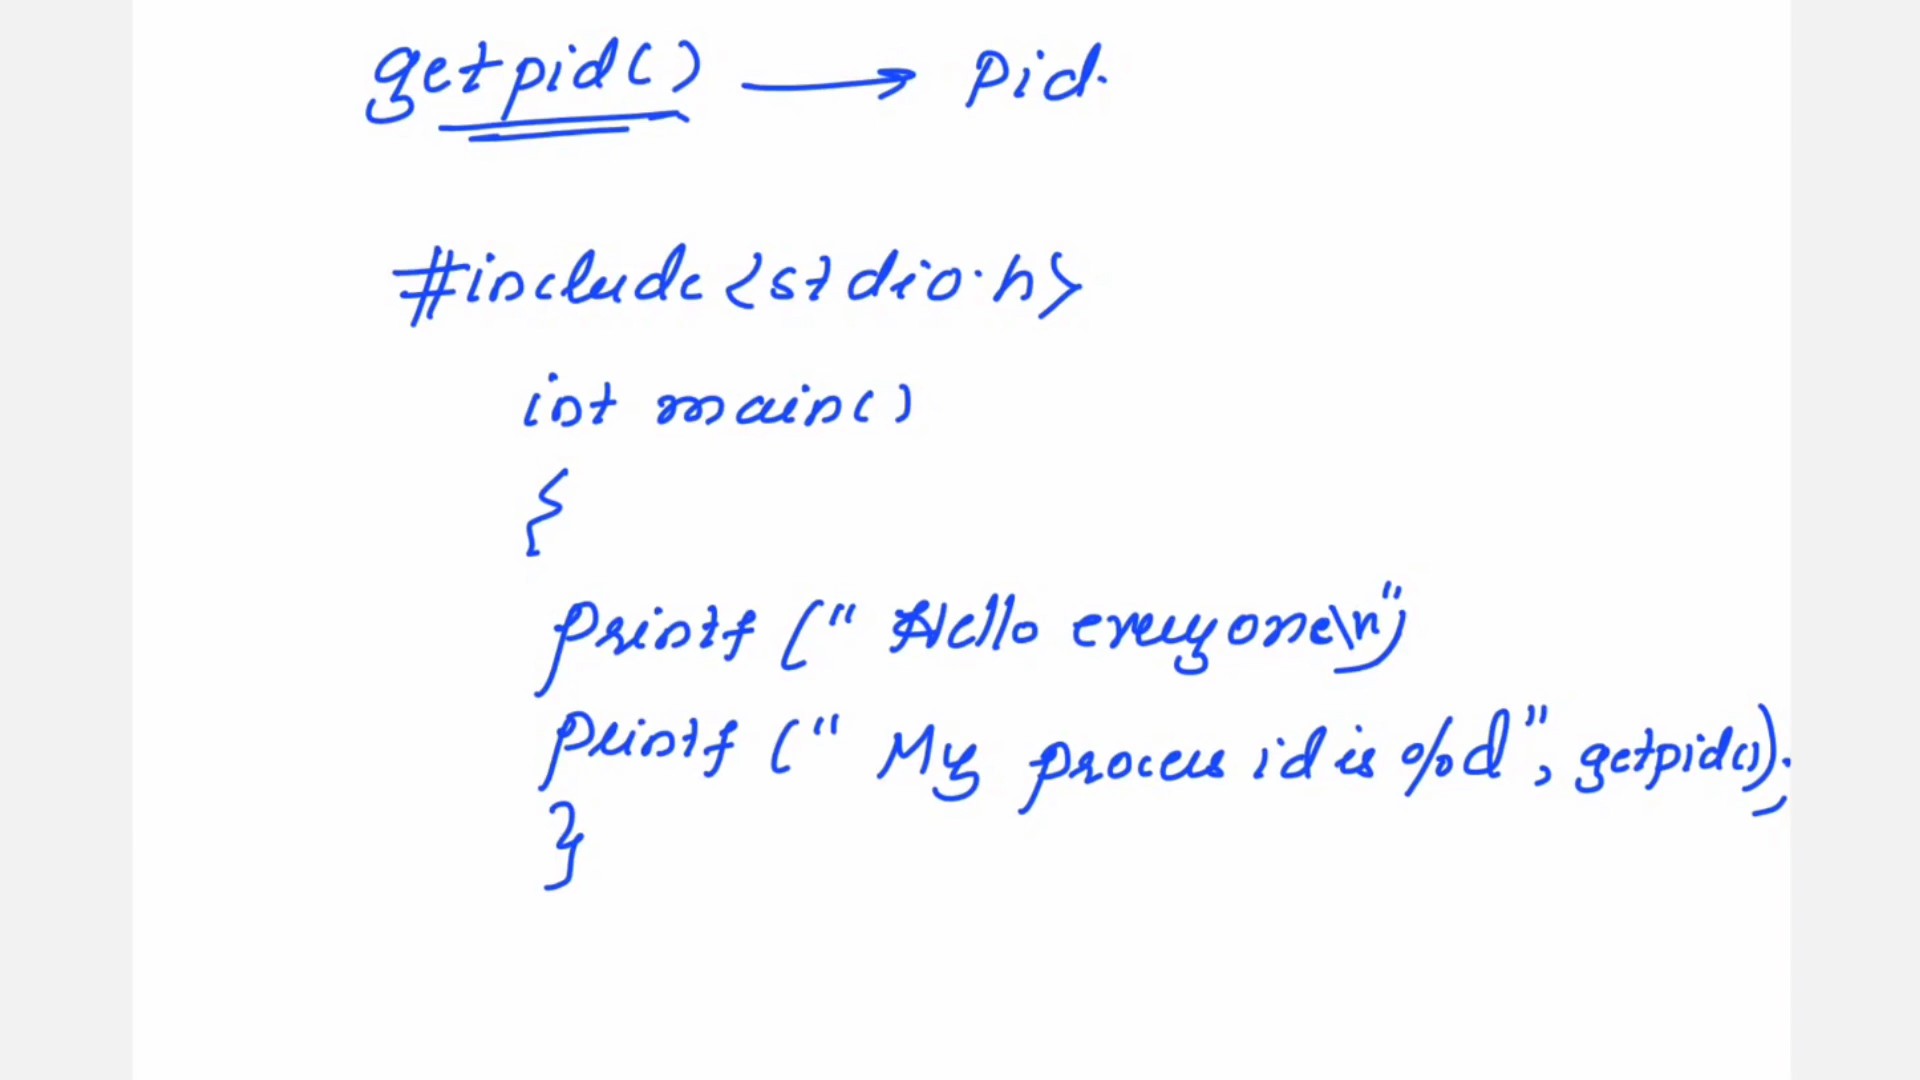 getpid() → Pid.
#include <stdio.h>
int main()
{
printf (" Hello everyone\n")
printf (" My process id is %d", getpid());
}